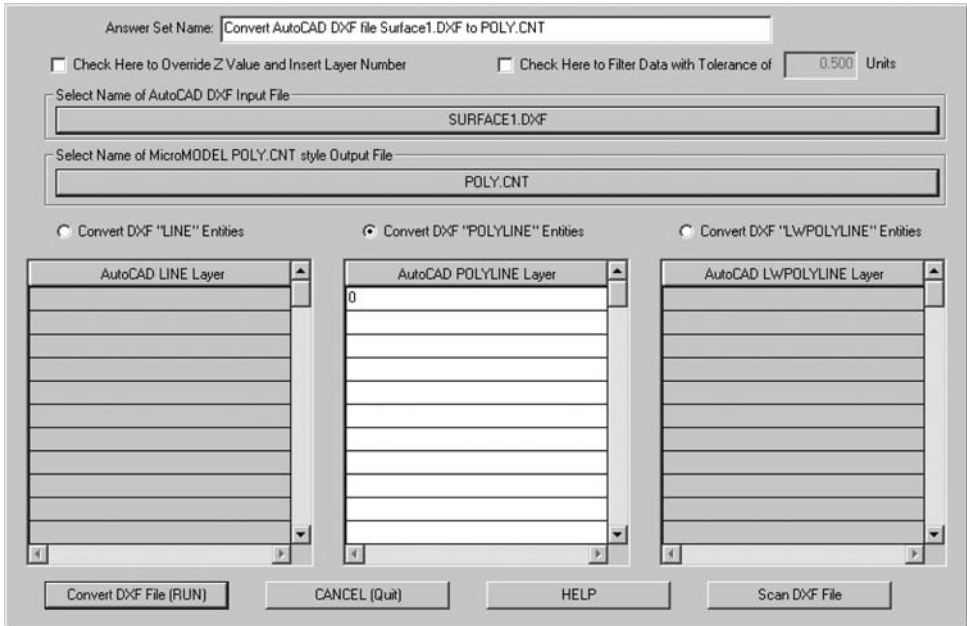 Answer Set Name: Convert AutoCAD DXF file Surface1.DXF to POLY.CNT
Check Here to Override Z Value and Insert Layer Number
Check Here to Filter Data with Tolerance of 0.500 Units
Select Name of AutoCAD DXF Input File
SURFACE1.DXF
Select Name of MicroMODEL POLY.CNT style Output File
POLY.CNT
Convert DXF "LINE" Entities
Convert DXF "POLYLINE" Entities
Convert DXF "LWPOLYLINE" Entities
AutoCAD LINE Layer
AutoCAD POLYLINE Layer
AutoCAD LWPOLYLINE Layer
0
Convert DXF File (RUN)
CANCEL (Quit)
HELP
Scan DXF File